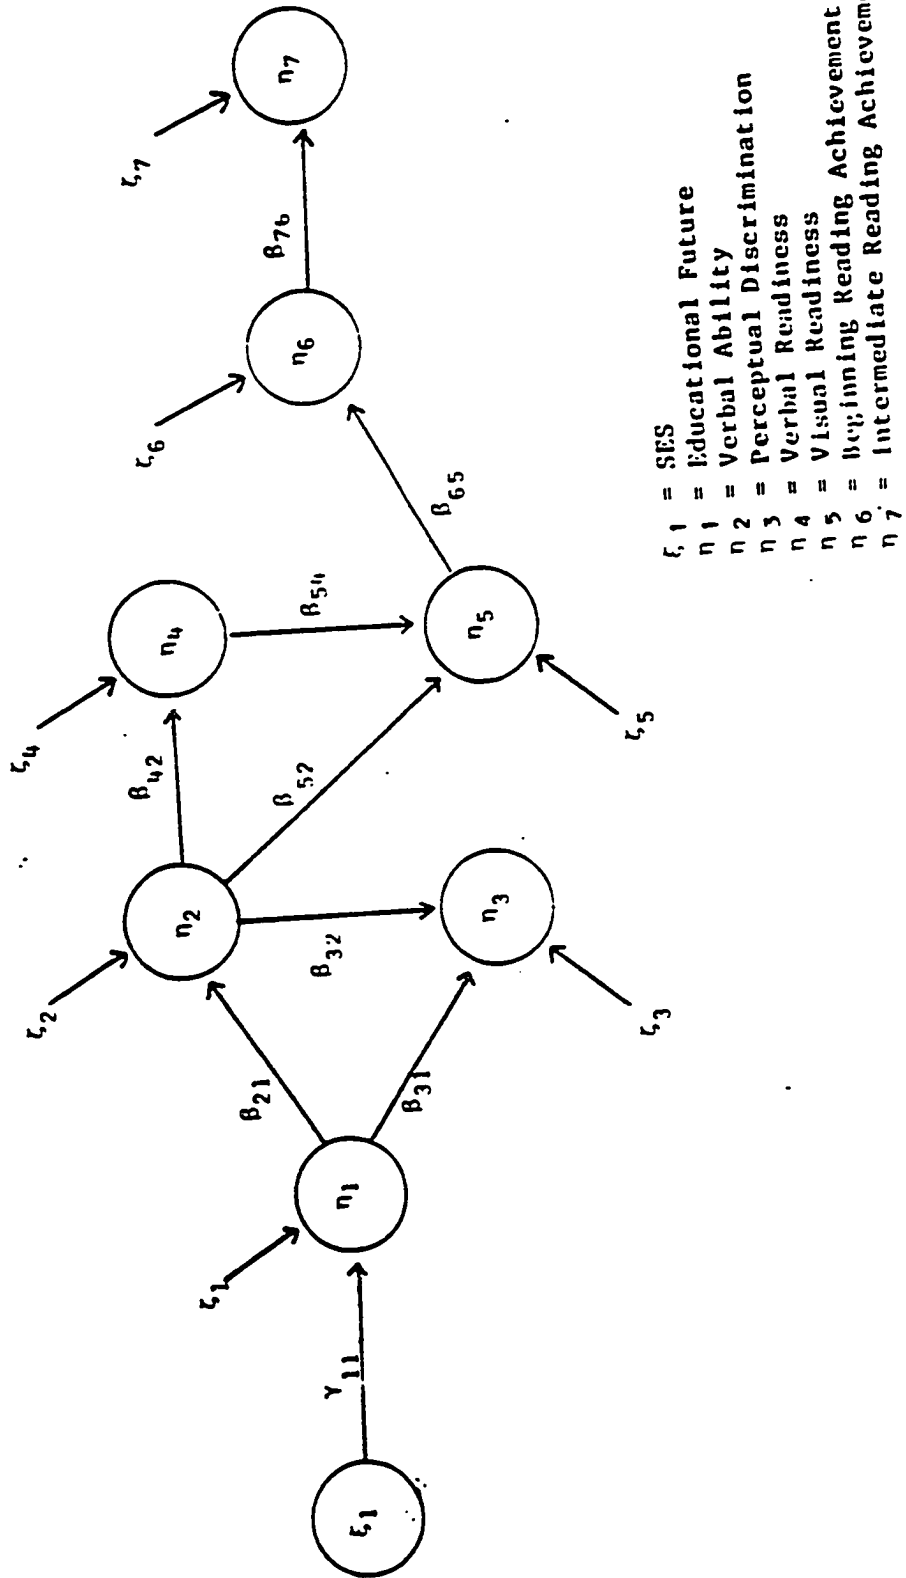 ζ7
η7
β76
ζ6
η6
β65
ζ4
η4
β54
η5
ζ5
β42
β52
ζ2
η2
β32
η3
ζ3
β21
β31
ζ1
η1
γ11
ξ1
ξ1 = SES
η1 = Educational Future
η2 = Verbal Ability
η3 = Perceptual Discrimination
η4 = Verbal Readiness
η5 = Visual Readiness
η6 = Beginning Reading Achievement
η7 = Intermediate Reading